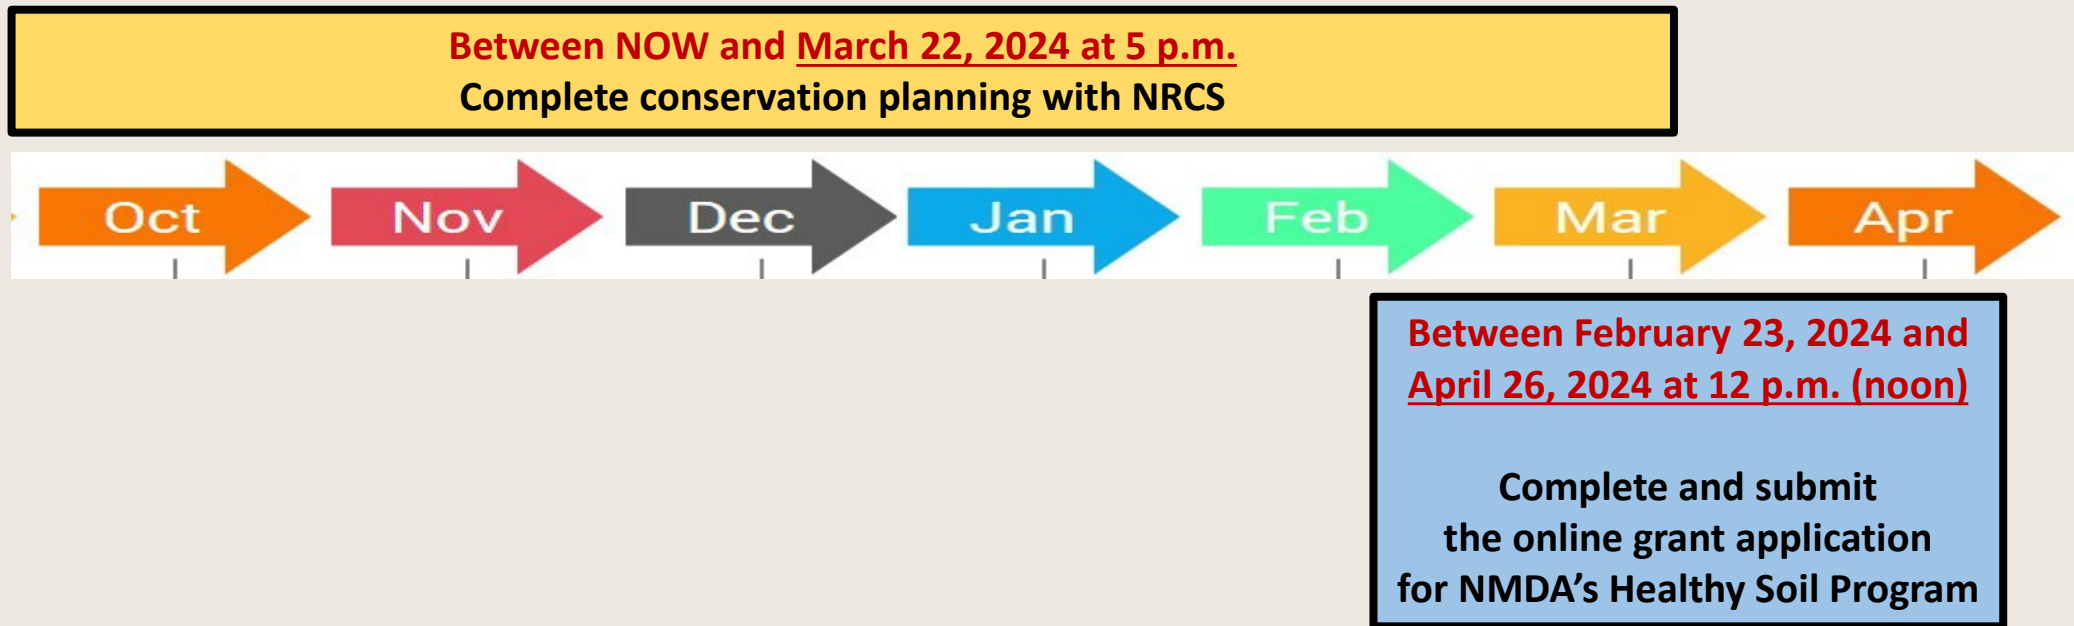 Between NOW and March 22, 2024 at 5 p.m.
Complete conservation planning with NRCS
Oct Nov Dec Jan Feb Mar Apr
Between February 23, 2024 and
April 26, 2024 at 12 p.m. (noon)
Complete and submit
the online grant application
for NMDA’s Healthy Soil Program